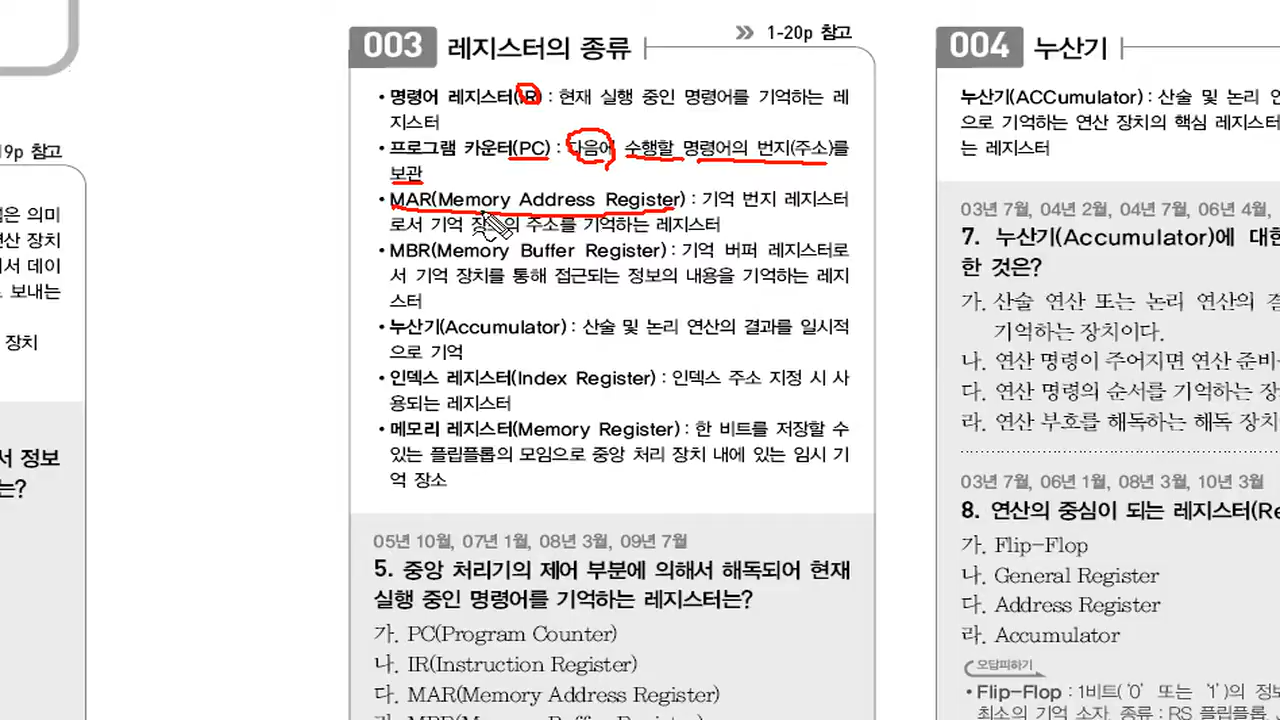 9p 참고
은 의미
연산 장치
서 데이
보내는
장치
서 정보
는?
003 레지스터의 종류
1-20p 참고
• 명령어 레지스터(IR) : 현재 실행 중인 명령어를 기억하는 레
지스터
• 프로그램 카운터(PC) : 다음에 수행할 명령어의 번지(주소)를
보관
• MAR(Memory Address Register) : 기억 번지 레지스터
로서 기억 장치의 주소를 기억하는 레지스터
• MBR(Memory Buffer Register) : 기억 버퍼 레지스터로
서 기억 장치를 통해 접근되는 정보의 내용을 기억하는 레지
스터
• 누산기(Accumulator) : 산술 및 논리 연산의 결과를 일시적
으로 기억
• 인덱스 레지스터(Index Register) : 인덱스 주소 지정 시 사
용되는 레지스터
• 메모리 레지스터(Memory Register) : 한 비트를 저장할 수
있는 플립플롭의 모임으로 중앙 처리 장치 내에 있는 임시 기
억 장소
05년 10월, 07년 1월, 08년 3월, 09년 7월
5. 중앙 처리기의 제어 부분에 의해서 해독되어 현재
실행 중인 명령어를 기억하는 레지스터는?
가. PC(Program Counter)
나. IR(Instruction Register)
다. MAR(Memory Address Register)
라. MBR(Memory Buffer Register)
004 누산기
누산기(ACCumulator) : 산술 및 논리 연
으로 기억하는 연산 장치의 핵심 레지스터
는 레지스터
03년 7월, 04년 2월, 04년 7월, 06년 4월,
7. 누산기(Accumulator)에 대한
한 것은?
가. 산술 연산 또는 논리 연산의 결
기억하는 장치이다.
나. 연산 명령이 주어지면 연산 준비
다. 연산 명령의 순서를 기억하는 장
라. 연산 부호를 해독하는 해독 장치
03년 7월, 06년 1월, 08년 3월, 10년 3월
8. 연산의 중심이 되는 레지스터(Re
가. Flip-Flop
나. General Register
다. Address Register
라. Accumulator
오답피하기
• Flip-Flop : 1비트('0' 또는 '1')의 정보
최소의 기억 소자. 종류 : RS 플립플롭